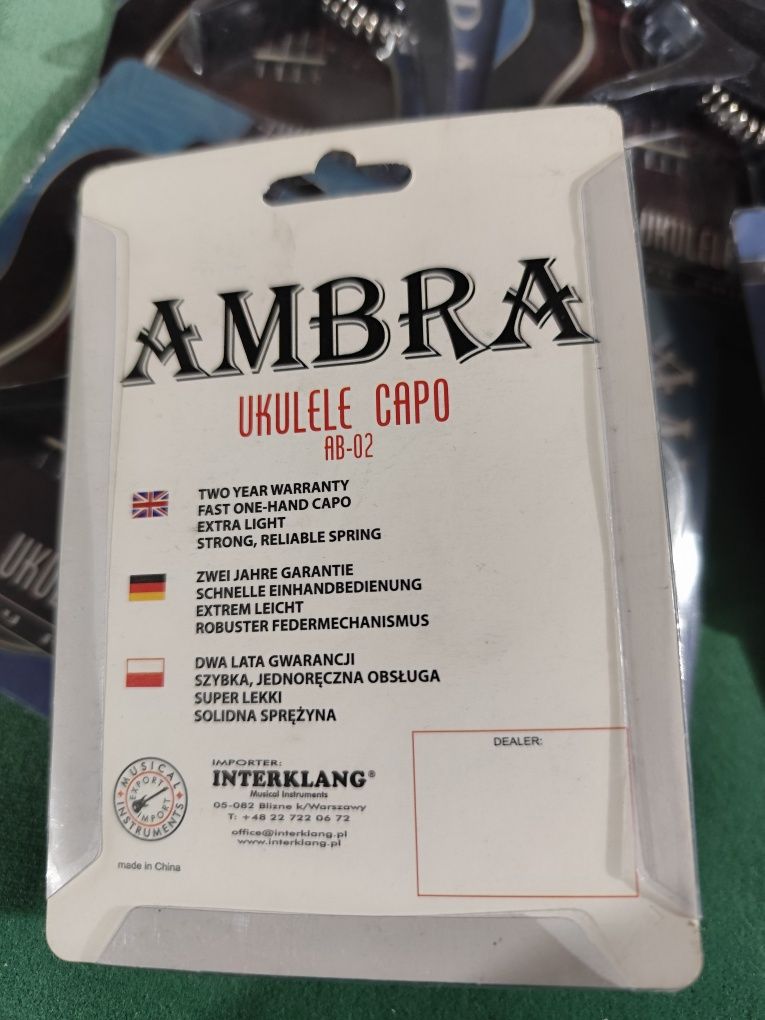 AMBRA
UKULELE CAPO
AB-02
TWO YEAR WARRANTY
FAST ONE-HAND CAPO
EXTRA LIGHT
STRONG, RELIABLE SPRING
ZWEI JAHRE GARANTIE
SCHNELLE EINHANDBEDIENUNG
EXTREM LEICHT
ROBUSTER FEDERMECHANISMUS
DWA LATA GWARANCJI
SZYBKA, JEDNORĘCZNA OBSŁUGA
SUPER LEKKI
SOLIDNA SPRĘŻYNA
MUSICAL INSTRUMENTS
EXPORT IMPORT
made in China
IMPORTER:
INTERKLANG®
Musical Instruments
05-082 Blizne k/Warszawy
T: +48 22 722 06 72
office@interklang.pl
www.interklang.pl
DEALER:
UKULELE